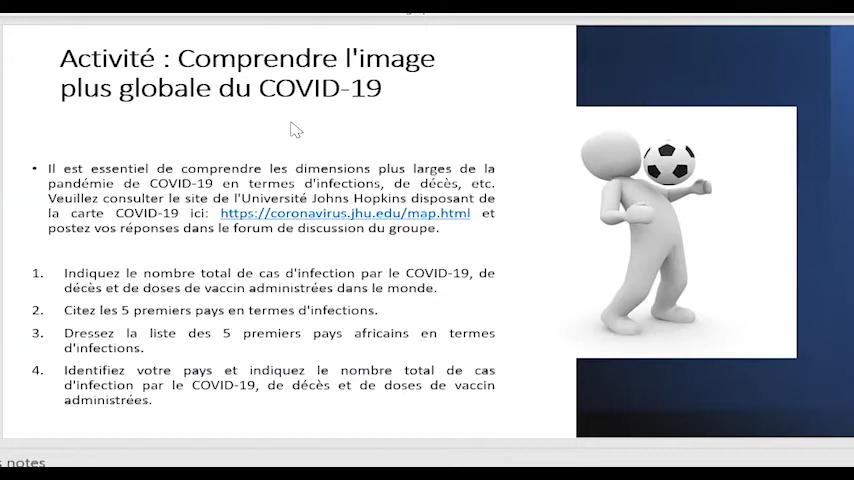 Activité : Comprendre l'image
plus globale du COVID-19
• Il est essentiel de comprendre les dimensions plus larges de la
pandémie de COVID-19 en termes d'infections, de décès, etc.
Veuillez consulter le site de l'Université Johns Hopkins disposant de
la carte COVID-19 ici: https://coronavirus.jhu.edu/map.html et
postez vos réponses dans le forum de discussion du groupe.
1. Indiquez le nombre total de cas d'infection par le COVID-19, de
décès et de doses de vaccin administrées dans le monde.
2. Citez les 5 premiers pays en termes d'infections.
3. Dressez la liste des 5 premiers pays africains en termes
d'infections.
4. Identifiez votre pays et indiquez le nombre total de cas
d'infection par le COVID-19, de décès et de doses de vaccin
administrées.
notes